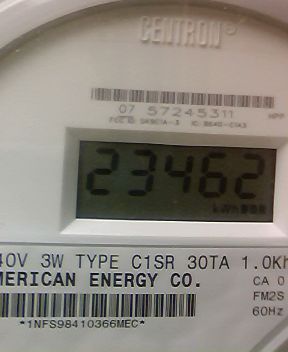 CENTRON®
07 57245311
23462
40V 3W TYPE C1SR 30TA 1.0Kh
MERICAN ENERGY CO.
CA 0
FM2S
60Hz
*1NFS98410366MEC*